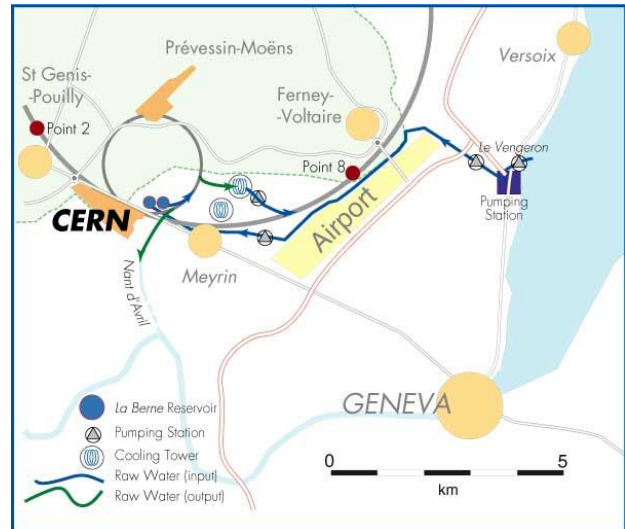 Prévessin-Moëns
Versoix
St Genis-
-Pouilly
Ferney-
-Voltaire
Point 2
Le Vengeron
Point 8
Pumping
Station
CERN
Airport
Meyrin
Nant d'Avril
GENEVA
La Berne Reservoir
Pumping Station
Cooling Tower
Raw Water (input)
Raw Water (output)
0 5
km